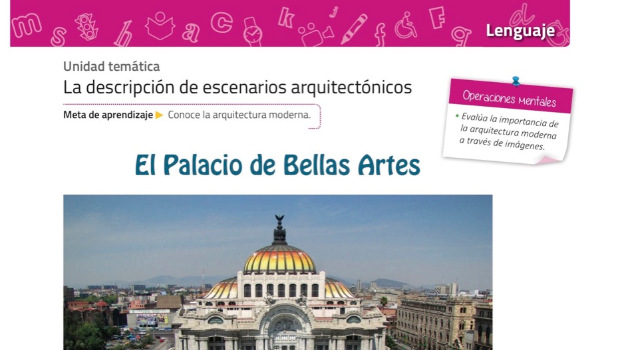 Lenguaje
Unidad temática
La descripción de escenarios arquitectónicos
Meta de aprendizaje Conoce la arquitectura moderna.
Operaciones Mentales
• Evalúa la importancia de
la arquitectura moderna
a través de imágenes.
El Palacio de Bellas Artes